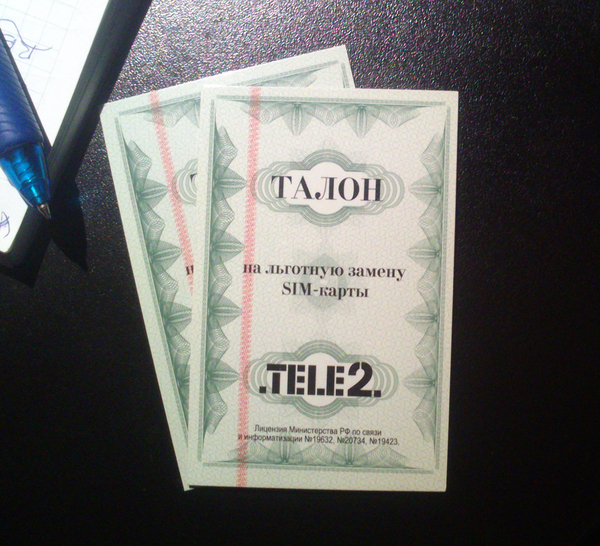 ТАЛОН
на льготную замену
SIM-карты
.TELE2.
Лицензия Министерства РФ по связи
и информатизации №19632, №20734, №19423.